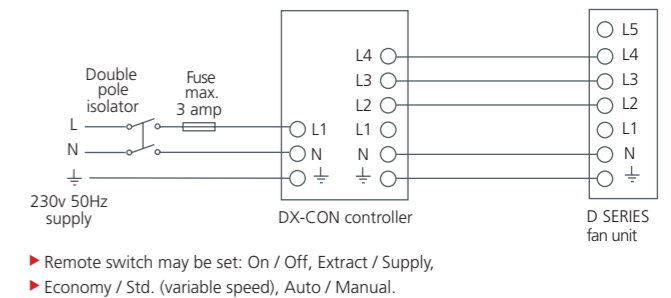 L5
L4
L4
Double
pole
isolator
Fuse
max.
3 amp
L3
L3
L2
L2
L
L1
L1
L1
N
N
N
N
230v 50Hz
supply
DX-CON controller
D SERIES
fan unit
Remote switch may be set: On / Off, Extract / Supply,
Economy / Std. (variable speed), Auto / Manual.